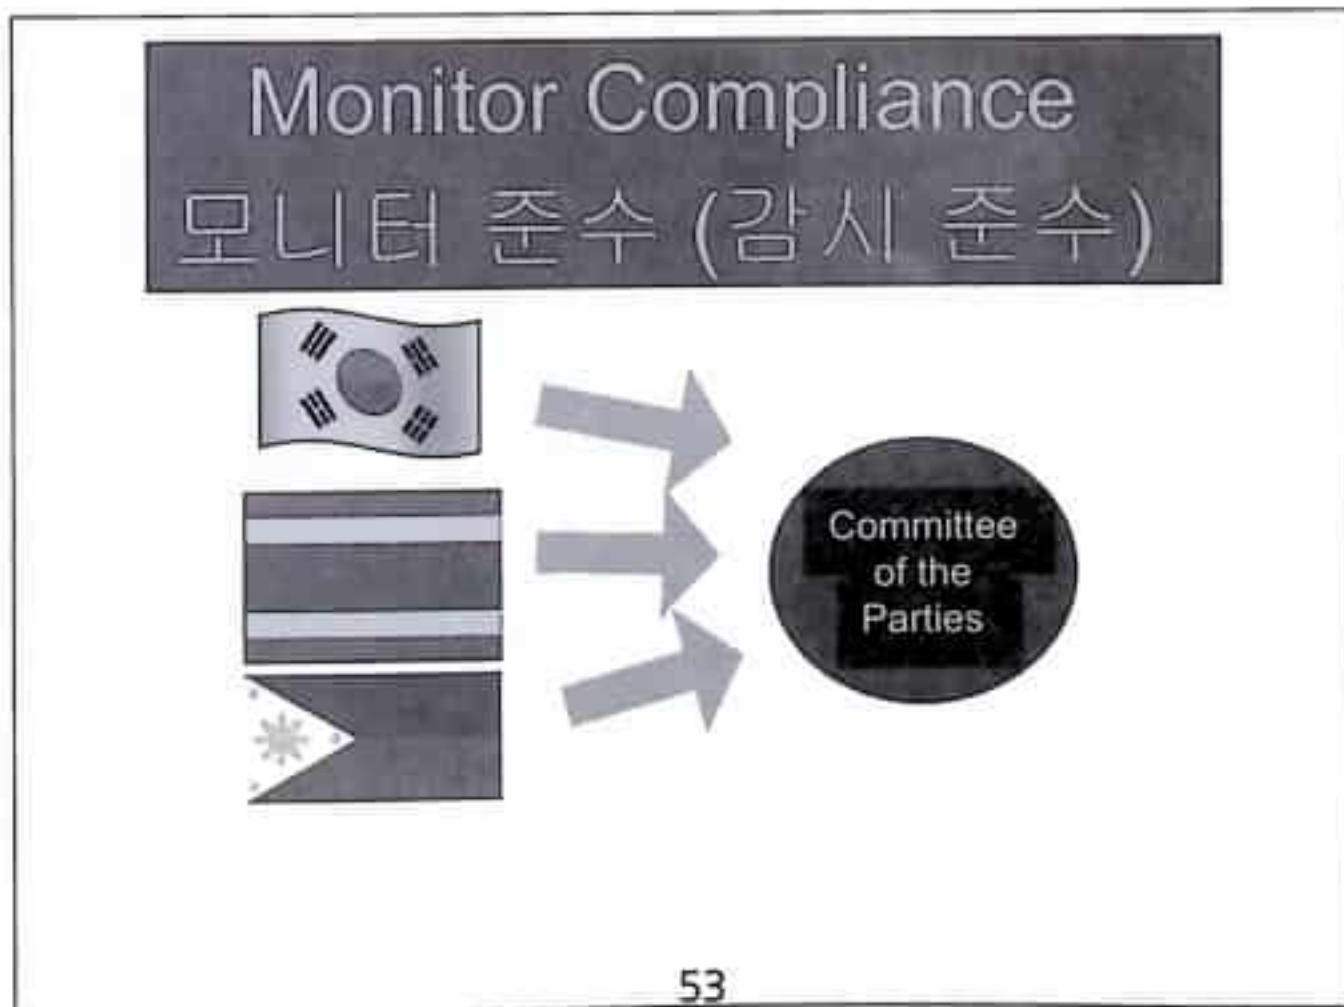 Monitor Compliance
모니터 준수 (감시 준수)
Committee
of the
Parties
53